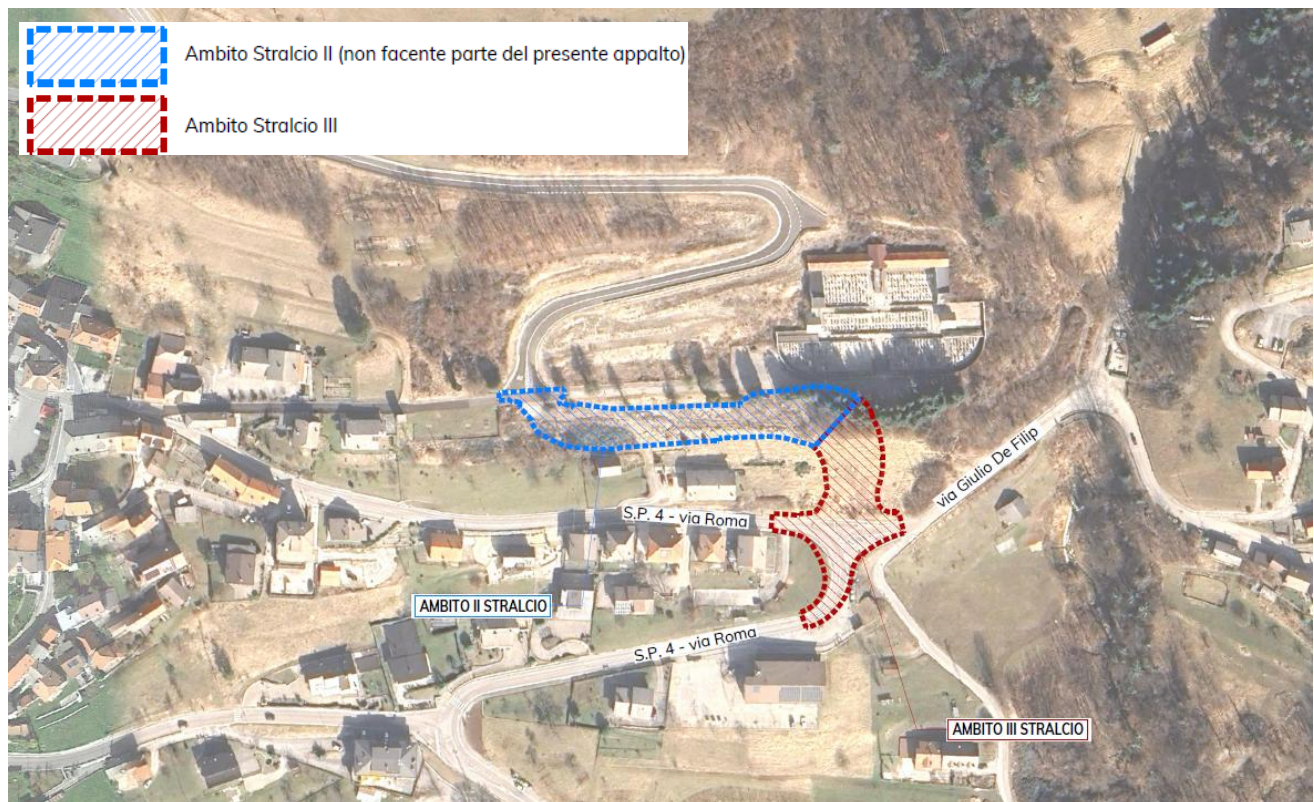 Ambito Stralcio II (non facente parte del presente appalto)
Ambito Stralcio III
via Giulio De Filip
S.P. 4 - via Roma
AMBITO II STRALCIO
S.P. 4 - via Roma
AMBITO III STRALCIO